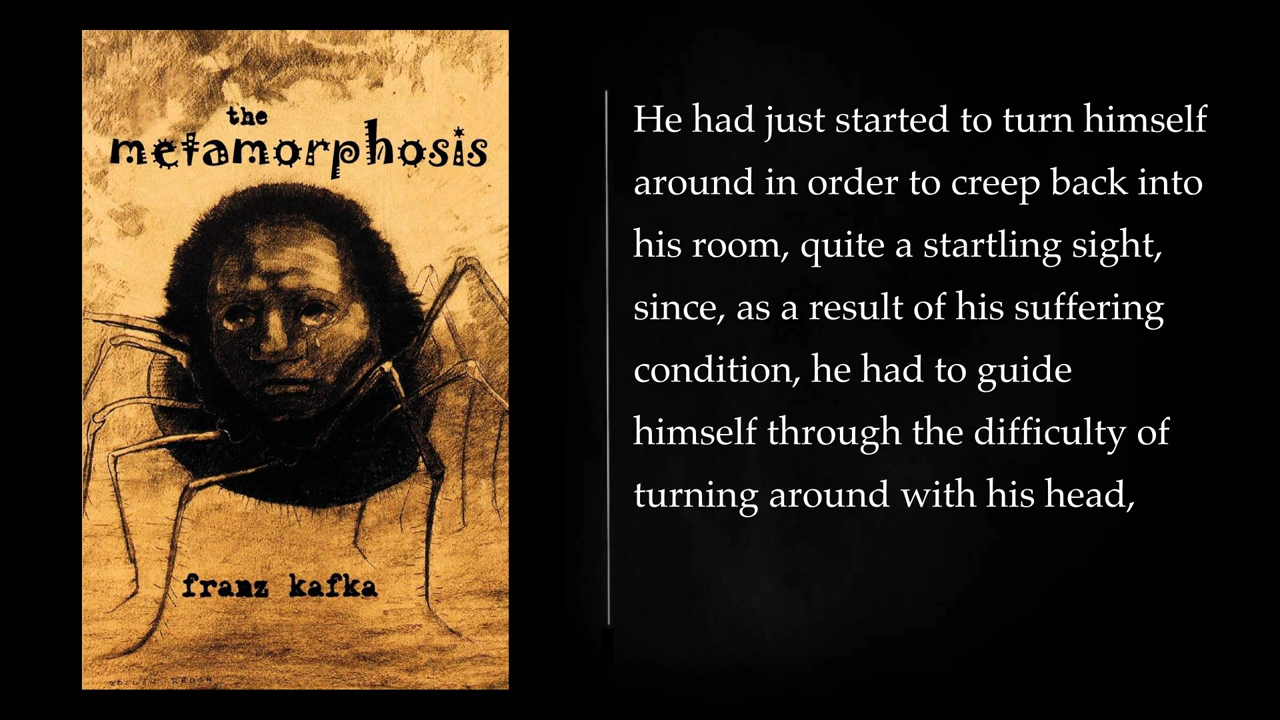 the
metamorphosis
franz kafka
ODILON REDON
He had just started to turn himself
around in order to creep back into
his room, quite a startling sight,
since, as a result of his suffering
condition, he had to guide
himself through the difficulty of
turning around with his head,